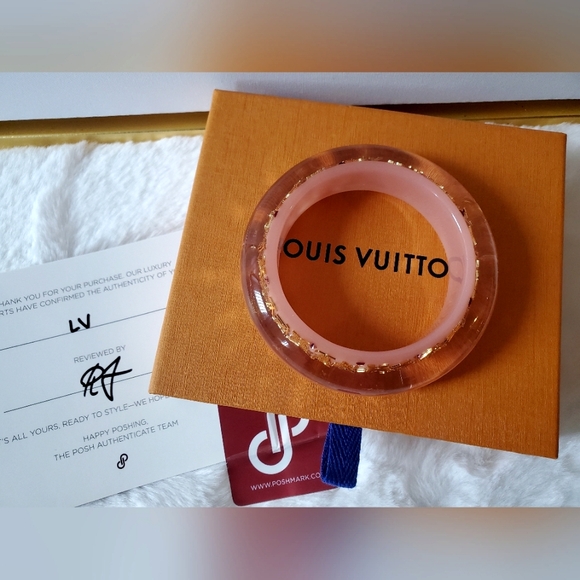 OUIS VUITTO
HANK YOU FOR YOUR PURCHASE. OUR LUXURY
RTS HAVE CONFIRMED THE AUTHENTICITY OF
LV
REVIEWED BY
'S ALL YOURS, READY TO STYLE—WE HOP
HAPPY POSHING,
THE POSH AUTHENTICATE TEAM
WWW.POSHMARK.CO